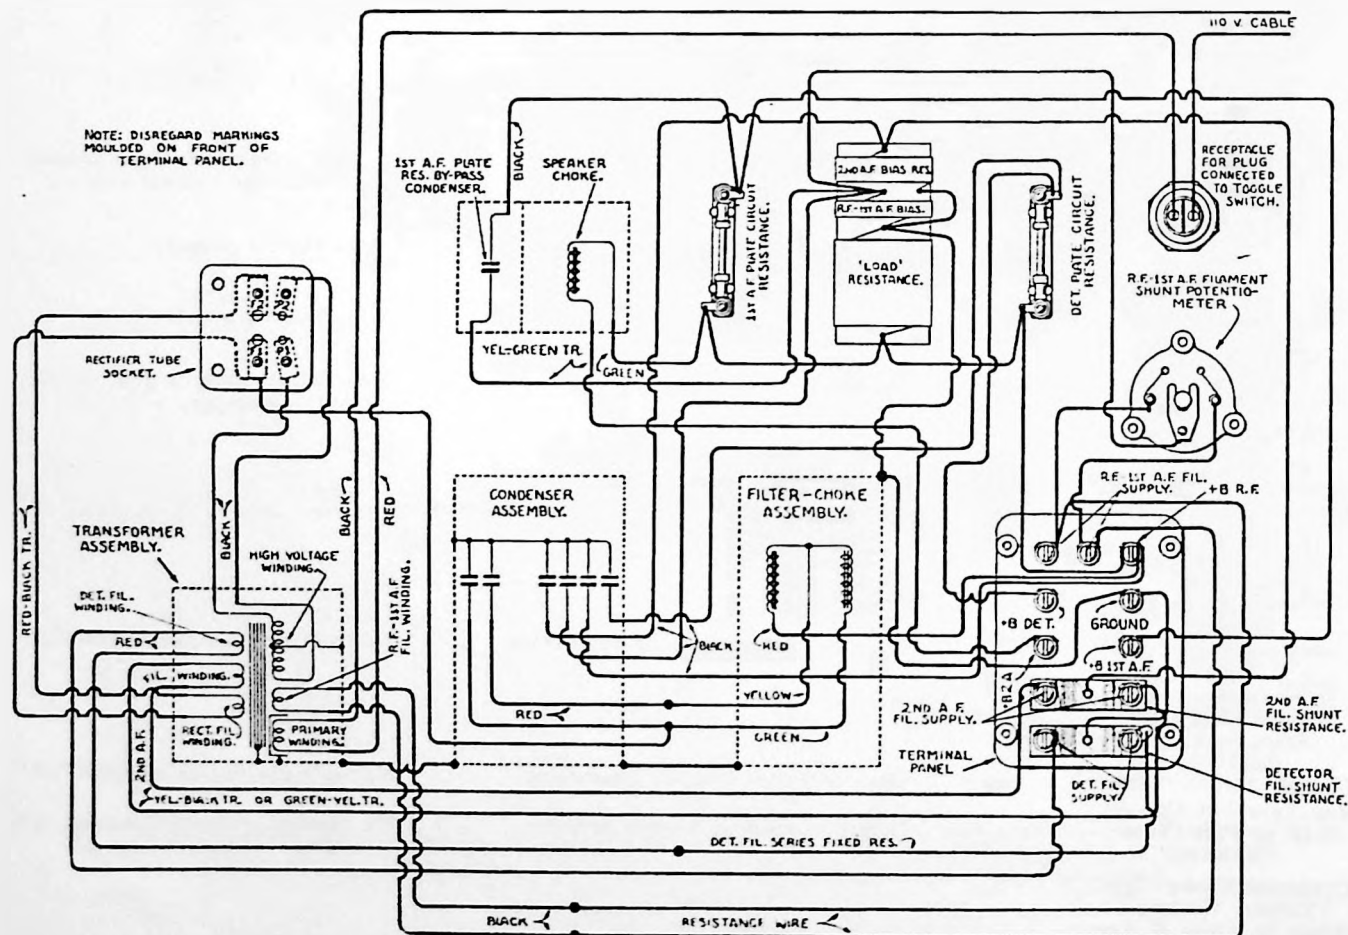 110 V. CABLE
NOTE: DISREGARD MARKINGS
MOULDED ON FRONT OF
TERMINAL PANEL.
1ST A.F. PLATE
RES. BY-PASS
CONDENSER.
BLACK
SPEAKER
CHOKE.
2ND A.F. BIAS RES.
R.F.-1ST A.F. BIAS.
"LOAD"
RESISTANCE.
1ST A.F. PLATE CIRCUIT
RESISTANCE.
DET. PLATE CIRCUIT
RESISTANCE.
RECEPTACLE
FOR PLUG
CONNECTED
TO TOGGLE
SWITCH.
R.F.-1ST A.F. FILAMENT
SHUNT POTENTIO-
METER
F2
P2
F1
P1
RECTIFIER TUBE
SOCKET.
YEL-GREEN TR.
GREEN
RED-BLACK TR.
TRANSFORMER
ASSEMBLY.
BLACK
BLACK
RED
HIGH VOLTAGE
WINDING.
DET. FIL.
WINDING.
R.F.-1ST A.F.
FIL. WINDING.
RED
FIL. WINDING.
RECT. FIL.
WINDING.
PRIMARY
WINDING.
2ND A.F.
YEL-BLACK TR. OR GREEN-YEL. TR.
CONDENSER
ASSEMBLY.
FILTER-CHOKE
ASSEMBLY.
BLACK
RED
YELLOW
RED
GREEN
R.F.-1ST A.F. FIL.
SUPPLY.
+B R.F.
+B DET.
GROUND
+B 1ST A.F.
+B 2 A
2ND A.F.
FIL. SUPPLY.
TERMINAL
PANEL
DET. FIL.
SUPPLY.
2ND A.F.
FIL. SHUNT
RESISTANCE.
DETECTOR
FIL. SHUNT
RESISTANCE.
DET. FIL. SERIES FIXED RES.
BLACK
RESISTANCE WIRE